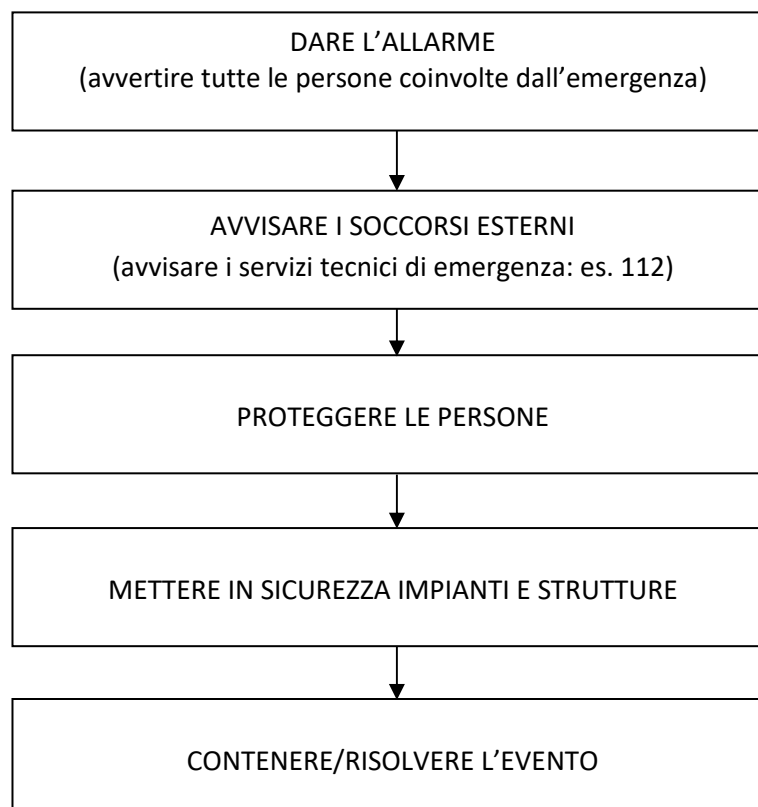 DARE L’ALLARME
(avvertire tutte le persone coinvolte dall’emergenza)
AVVISARE I SOCCORSI ESTERNI
(avvisare i servizi tecnici di emergenza: es. 112)
PROTEGGERE LE PERSONE
METTERE IN SICUREZZA IMPIANTI E STRUTTURE
CONTENERE/RISOLVERE L’EVENTO